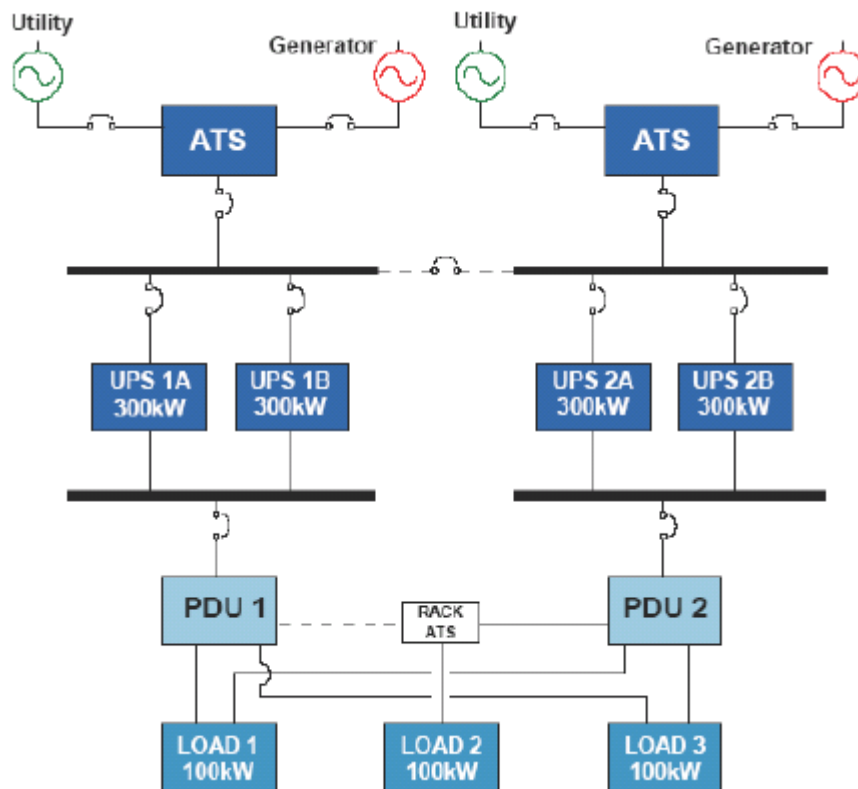 Utility
Generator
Utility
Generator
ATS
ATS
UPS 1A
300kW
UPS 1B
300kW
UPS 2A
300kW
UPS 2B
300kW
PDU 1
RACK
ATS
PDU 2
LOAD 1
100kW
LOAD 2
100kW
LOAD 3
100kW